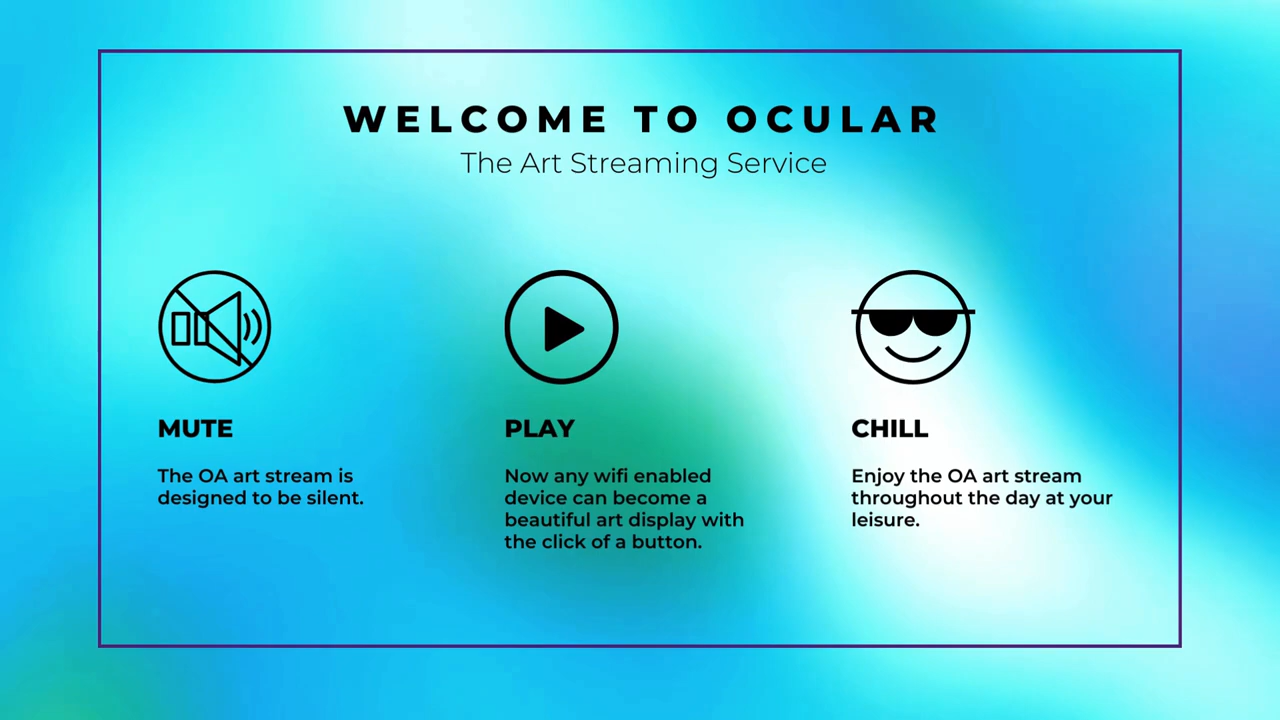 WELCOME TO OCULAR
The Art Streaming Service
MUTE
The OA art stream is
designed to be silent.
PLAY
Now any wifi enabled
device can become a
beautiful art display with
the click of a button.
CHILL
Enjoy the OA art stream
throughout the day at your
leisure.